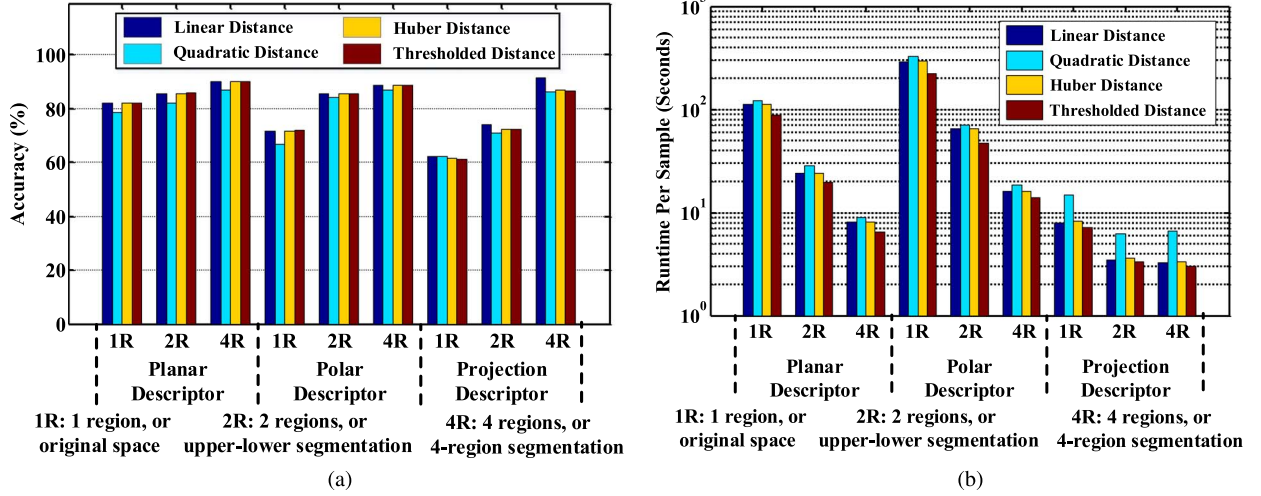 Linear Distance
Quadratic Distance
Huber Distance
Thresholded Distance
Accuracy (%)
100
80
60
40
20
0
1R 2R 4R 1R 2R 4R 1R 2R 4R
Planar Descriptor
Polar Descriptor
Projection Descriptor
1R: 1 region, or
original space
2R: 2 regions, or
upper-lower segmentation
4R: 4 regions, or
4-region segmentation
(a)
Linear Distance
Quadratic Distance
Huber Distance
Thresholded Distance
Runtime Per Sample (Seconds)
10^3
10^2
10^1
10^0
1R 2R 4R 1R 2R 4R 1R 2R 4R
Planar Descriptor
Polar Descriptor
Projection Descriptor
1R: 1 region, or
original space
2R: 2 regions, or
upper-lower segmentation
4R: 4 regions, or
4-region segmentation
(b)